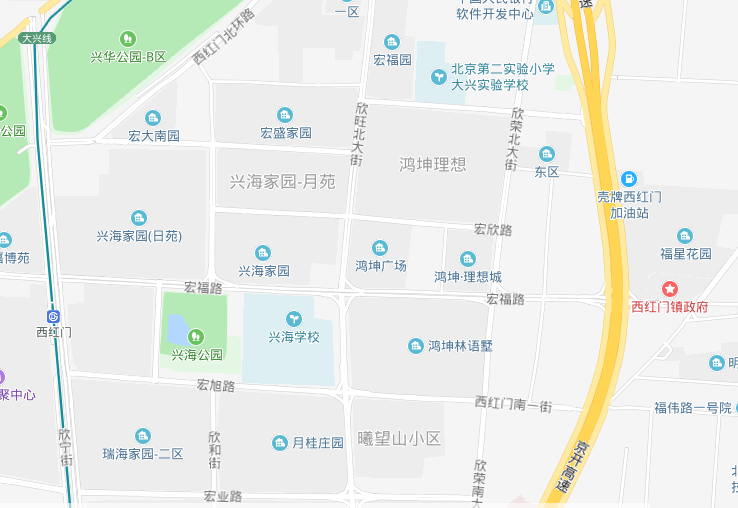 一区
软件开发中心
大兴线
兴华公园-B区
西红门北环路
宏福园
北京第二实验小学
大兴实验学校
公园
宏大南园
宏盛家园
欣旺北大街
欣荣北大街
兴海家园-月苑
鸿坤理想
东区
壳牌西红门
加油站
兴海家园(日苑)
宏欣路
福星花园
博苑
兴海家园
鸿坤广场
鸿坤·理想城
宏福路
宏福路
西红门镇政府
西红门
兴海学校
兴海公园
鸿坤林语墅
明
宏旭路
聚中心
西红门南一街
福伟路一号院
欣宁街
瑞海家园-二区
欣和街
月桂庄园
曦望山小区
京开高速
欣荣南大
北
宏业路